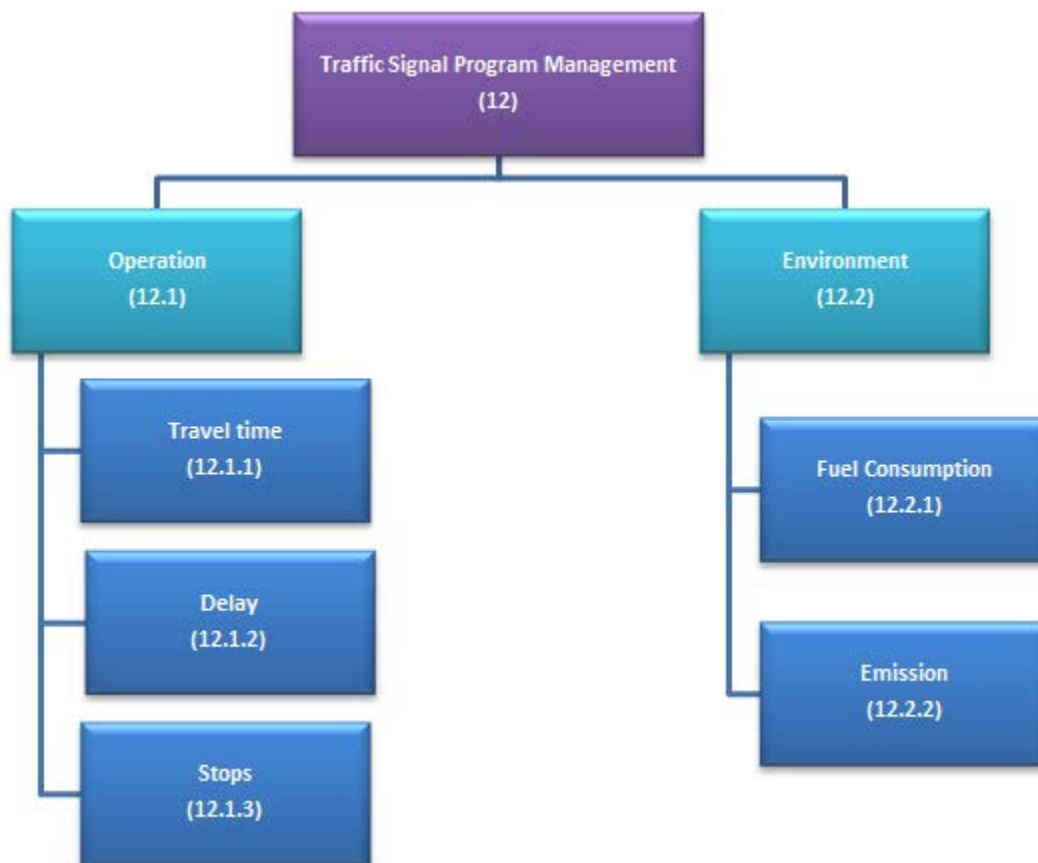 Traffic Signal Program Management
(12)
Operation
(12.1)
Environment
(12.2)
Travel time
(12.1.1)
Delay
(12.1.2)
Stops
(12.1.3)
Fuel Consumption
(12.2.1)
Emission
(12.2.2)